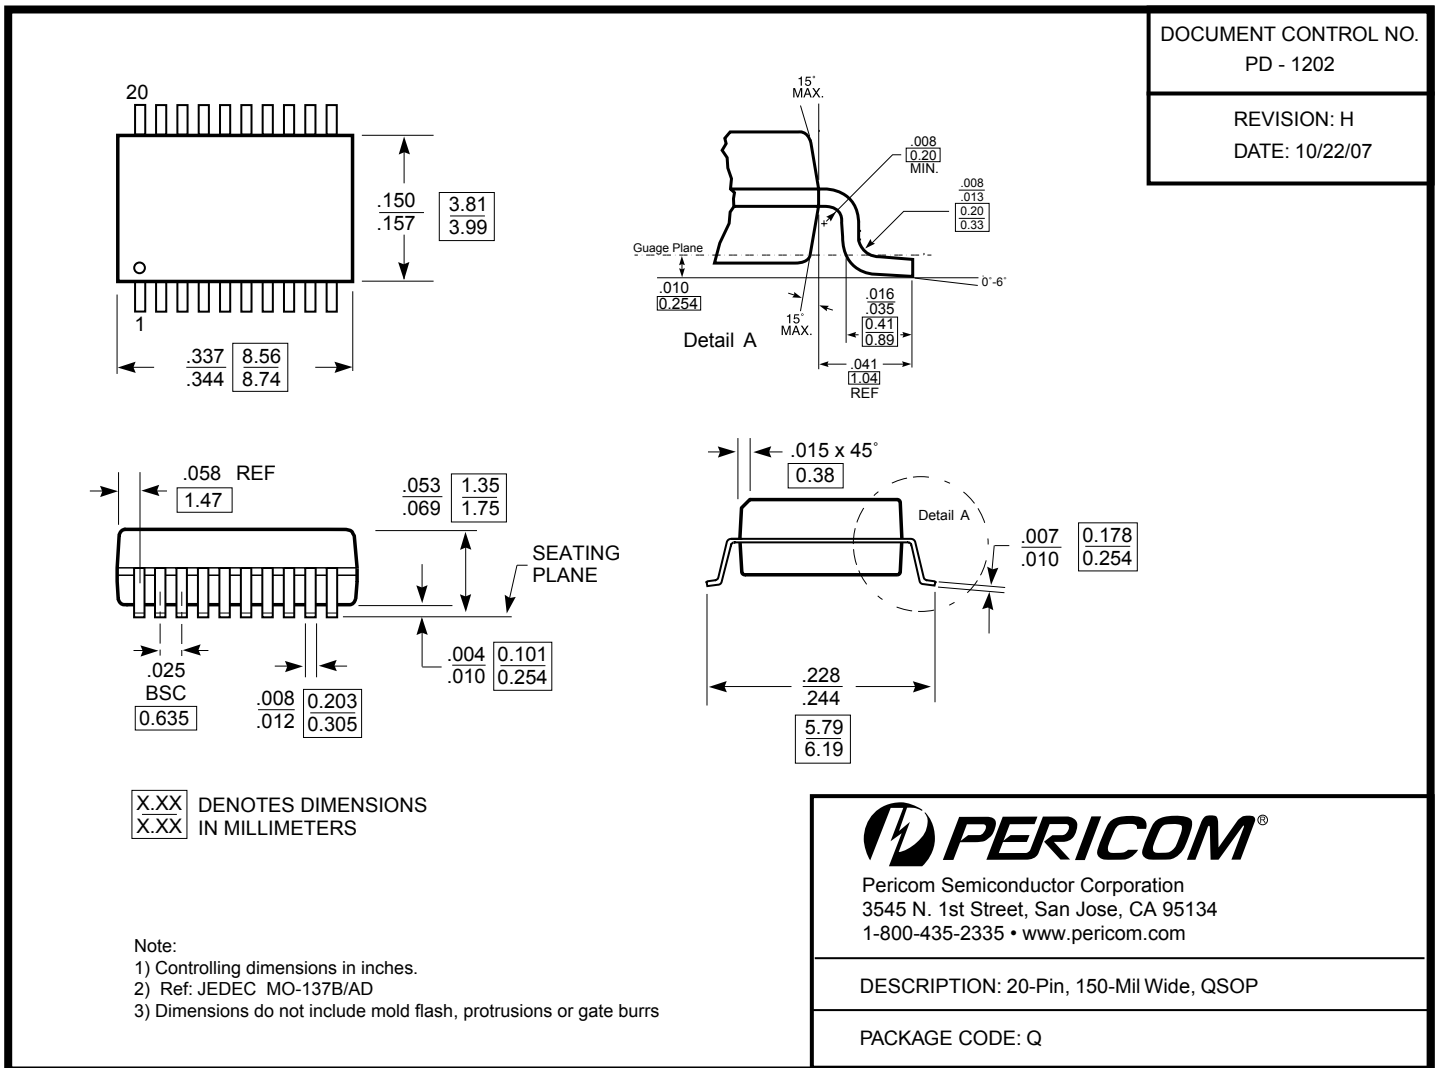 DOCUMENT CONTROL NO.
PD - 1202
REVISION: H
DATE: 10/22/07
20
1
.150
.157
3.81
3.99
.337
.344
8.56
8.74
15°
MAX.
.008
0.20
MIN.
.008
.013
0.20
0.33
Guage Plane
.010
0.254
0°-6°
15°
MAX.
.016
.035
0.41
0.89
Detail A
.041
1.04
REF
.058 REF
1.47
.053
.069
1.35
1.75
SEATING
PLANE
.025
BSC
0.635
.008
.012
0.203
0.305
.004
.010
0.101
0.254
.015 x 45°
0.38
Detail A
.007
.010
0.178
0.254
.228
.244
5.79
6.19
X.XX
X.XX
DENOTES DIMENSIONS
IN MILLIMETERS
Note:
1) Controlling dimensions in inches.
2) Ref: JEDEC MO-137B/AD
3) Dimensions do not include mold flash, protrusions or gate burrs
PERICOM®
Pericom Semiconductor Corporation
3545 N. 1st Street, San Jose, CA 95134
1-800-435-2335 • www.pericom.com
DESCRIPTION: 20-Pin, 150-Mil Wide, QSOP
PACKAGE CODE: Q